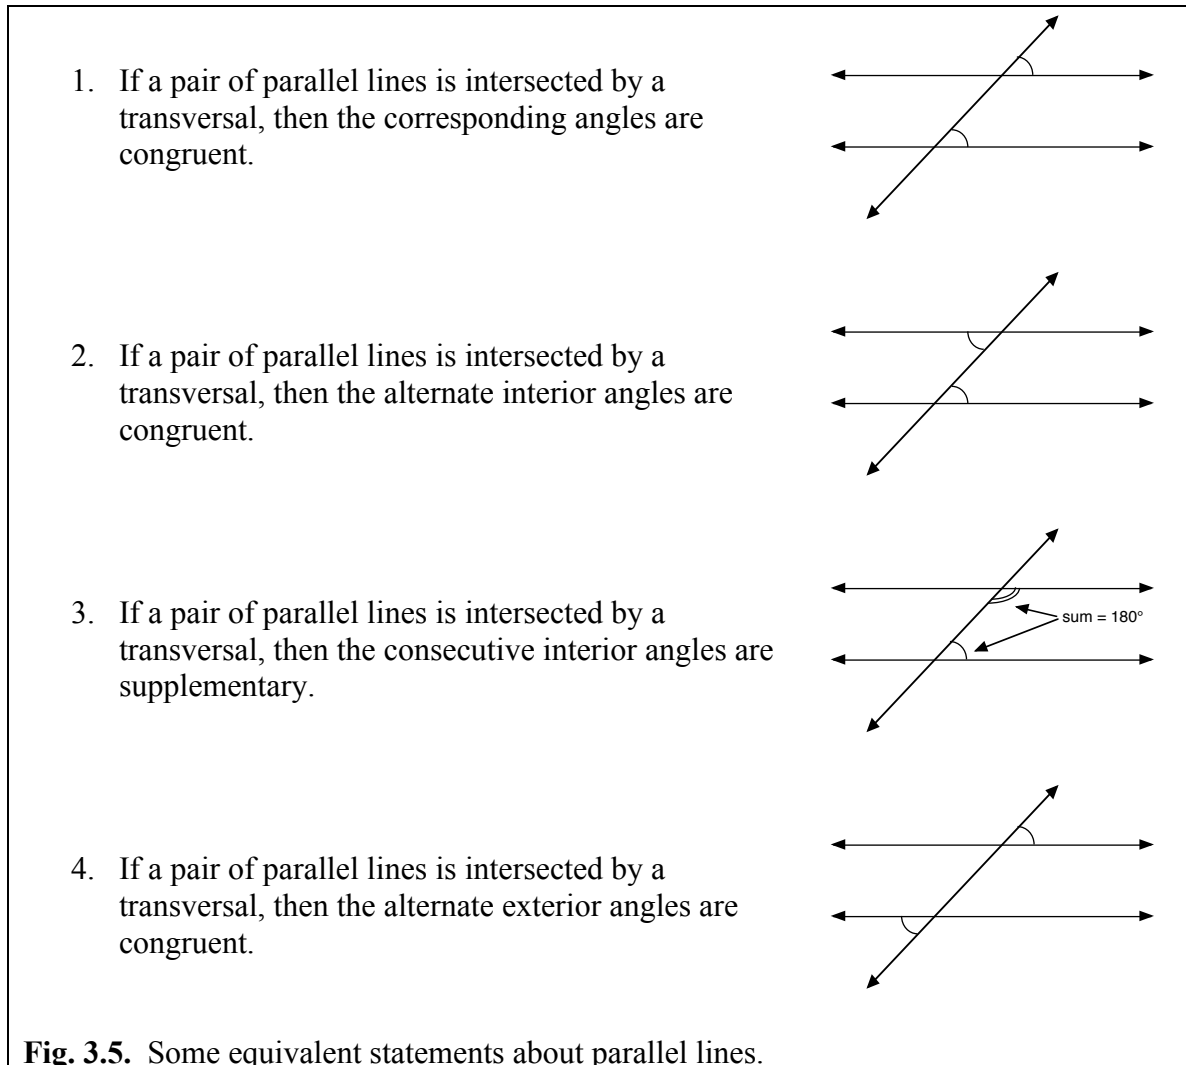 1. If a pair of parallel lines is intersected by a
transversal, then the corresponding angles are
congruent.
2. If a pair of parallel lines is intersected by a
transversal, then the alternate interior angles are
congruent.
3. If a pair of parallel lines is intersected by a
transversal, then the consecutive interior angles are
supplementary.
sum = 180°
4. If a pair of parallel lines is intersected by a
transversal, then the alternate exterior angles are
congruent.
Fig. 3.5. Some equivalent statements about parallel lines.